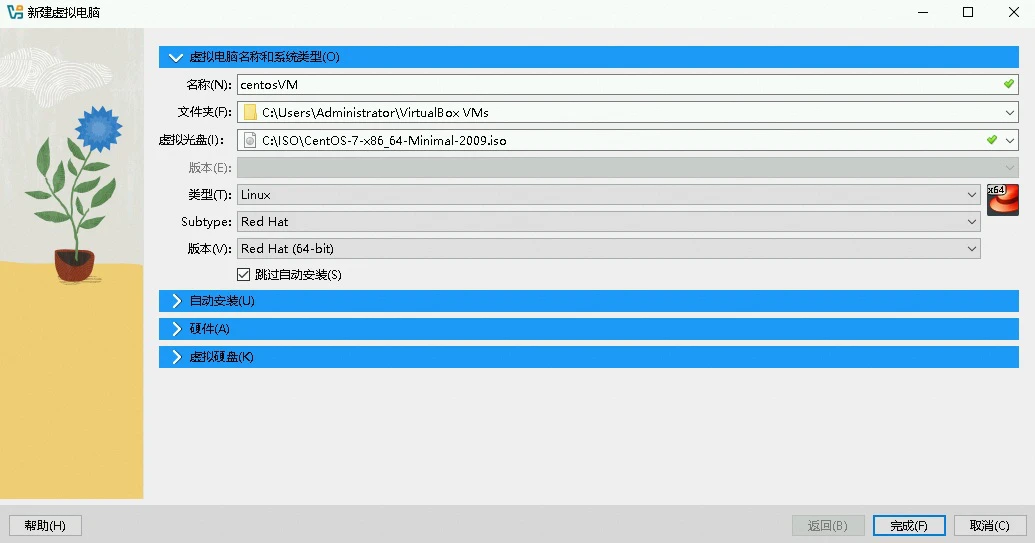 新建虚拟电脑
虚拟电脑名称和系统类型(O)
名称(N): centosVM
文件夹(F): C:\Users\Administrator\VirtualBox VMs
虚拟光盘(I): C:\ISO\CentOS-7-x86_64-Minimal-2009.iso
版本(E):
类型(T): Linux
x64
Subtype: Red Hat
版本(V): Red Hat (64-bit)
跳过自动安装(S)
自动安装(U)
硬件(A)
虚拟硬盘(K)
帮助(H) 返回(B) 完成(F) 取消(C)